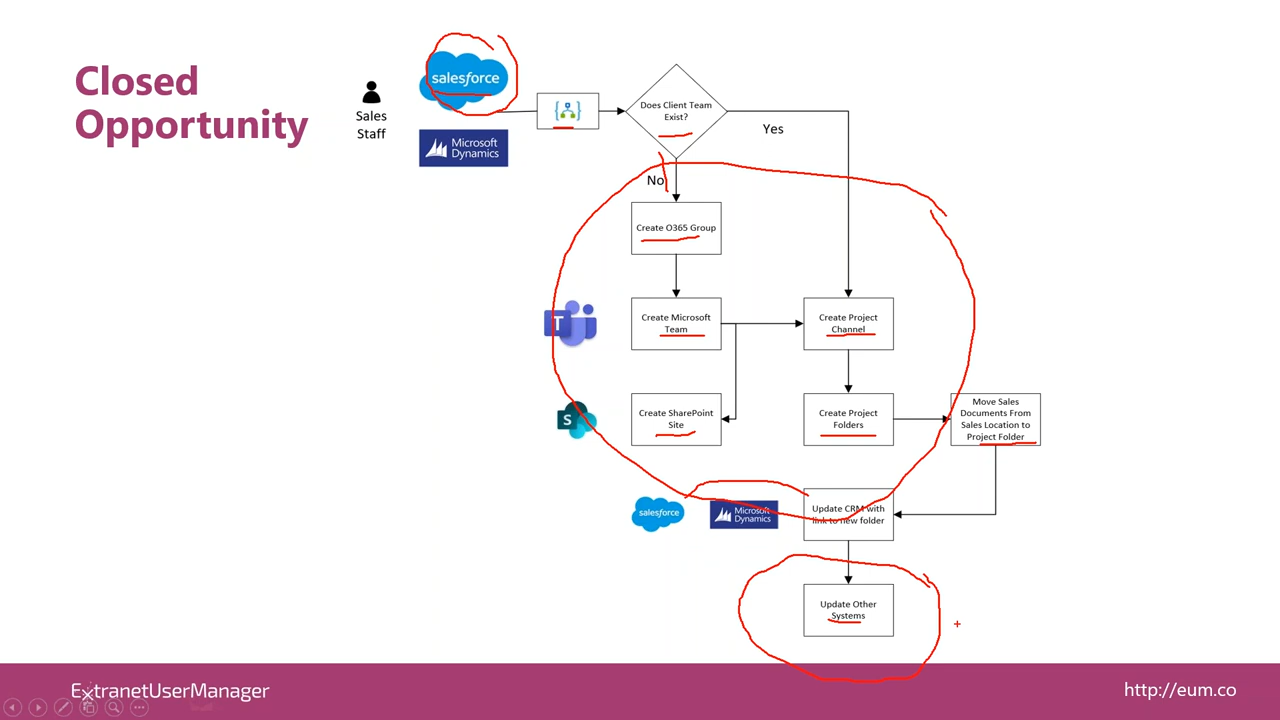 Closed
Opportunity
Sales
Staff
salesforce
Microsoft
Dynamics
Does Client Team
Exist?
Yes
No
Create O365 Group
T
Create Microsoft
Team
Create Project
Channel
S
Create SharePoint
Site
Create Project
Folders
Move Sales
Documents From
Sales Location to
Project Folder
salesforce
Microsoft
Dynamics
Update CRM with
link to new folder
Update Other
Systems
ExtranetUserManager
http://eum.co